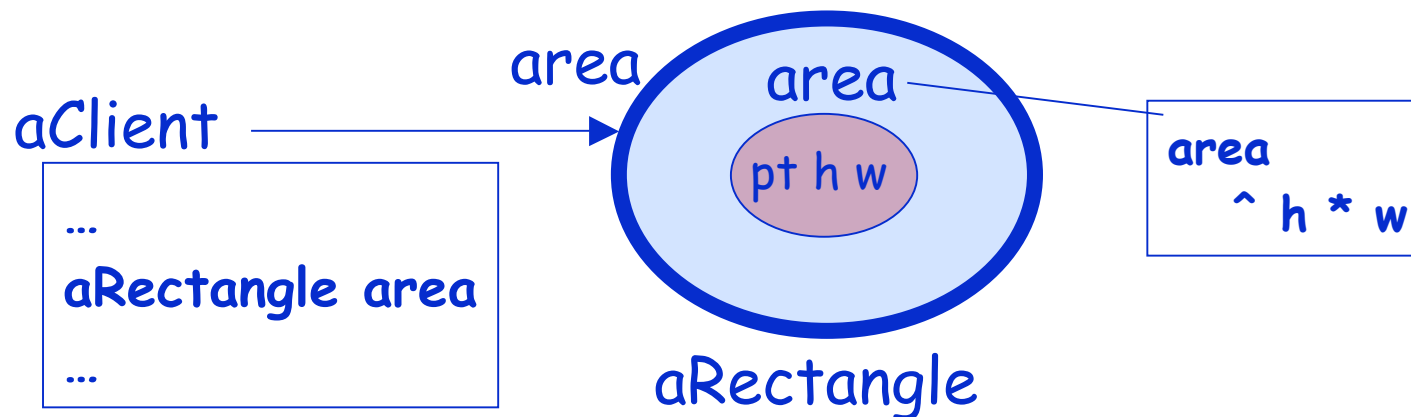 aClient
...
aRectangle area
...
area
area
pt h w
aRectangle
area
^ h * w